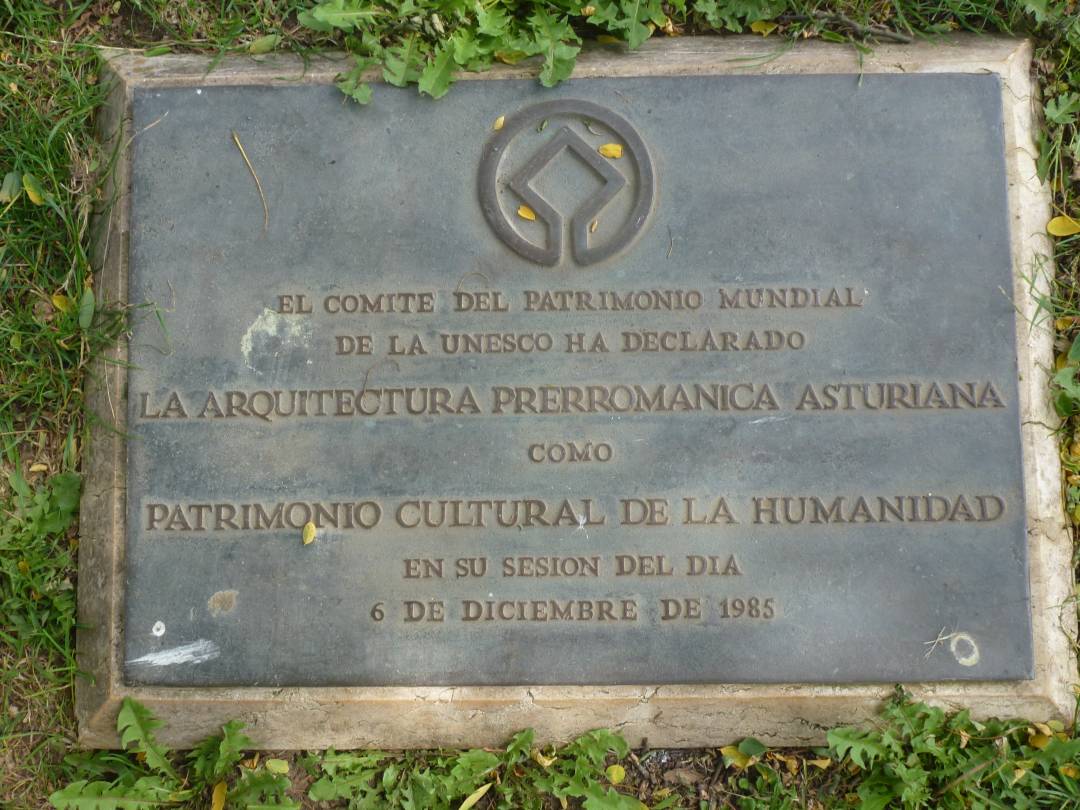 EL COMITE DEL PATRIMONIO MUNDIAL
DE LA UNESCO HA DECLARADO
LA ARQUITECTURA PRERROMANICA ASTURIANA
COMO
PATRIMONIO CULTURAL DE LA HUMANIDAD
EN SU SESION DEL DIA
6 DE DICIEMBRE DE 1985